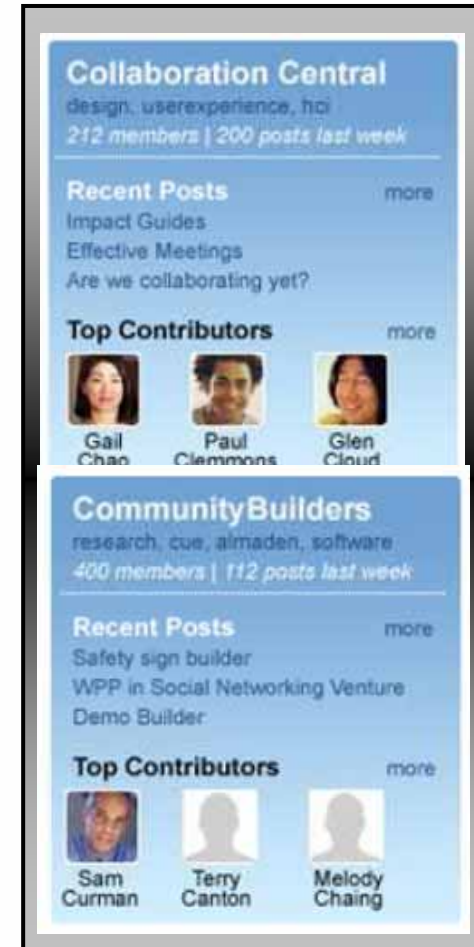 Collaboration Central
design, userexperience, hci
212 members | 200 posts last week
Recent Posts more
Impact Guides
Effective Meetings
Are we collaborating yet?
Top Contributors more
Gail Paul Glen
Chao Clemmons Cloud
CommunityBuilders
research, cue, almaden, software
400 members | 112 posts last week
Recent Posts more
Safety sign builder
WPP in Social Networking Venture
Demo Builder
Top Contributors more
Sam Terry Melody
Curman Canton Chaing